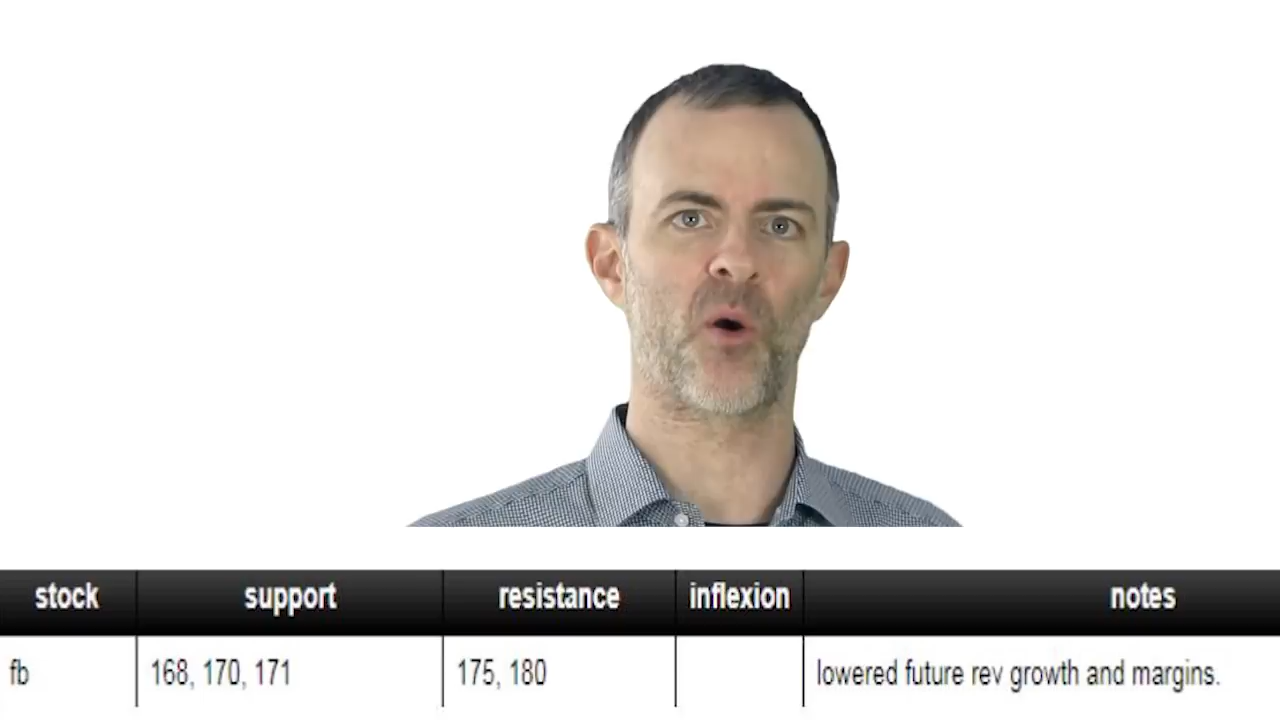 stock support resistance inflexion notes
fb 168, 170, 171 175, 180 lowered future rev growth and margins.